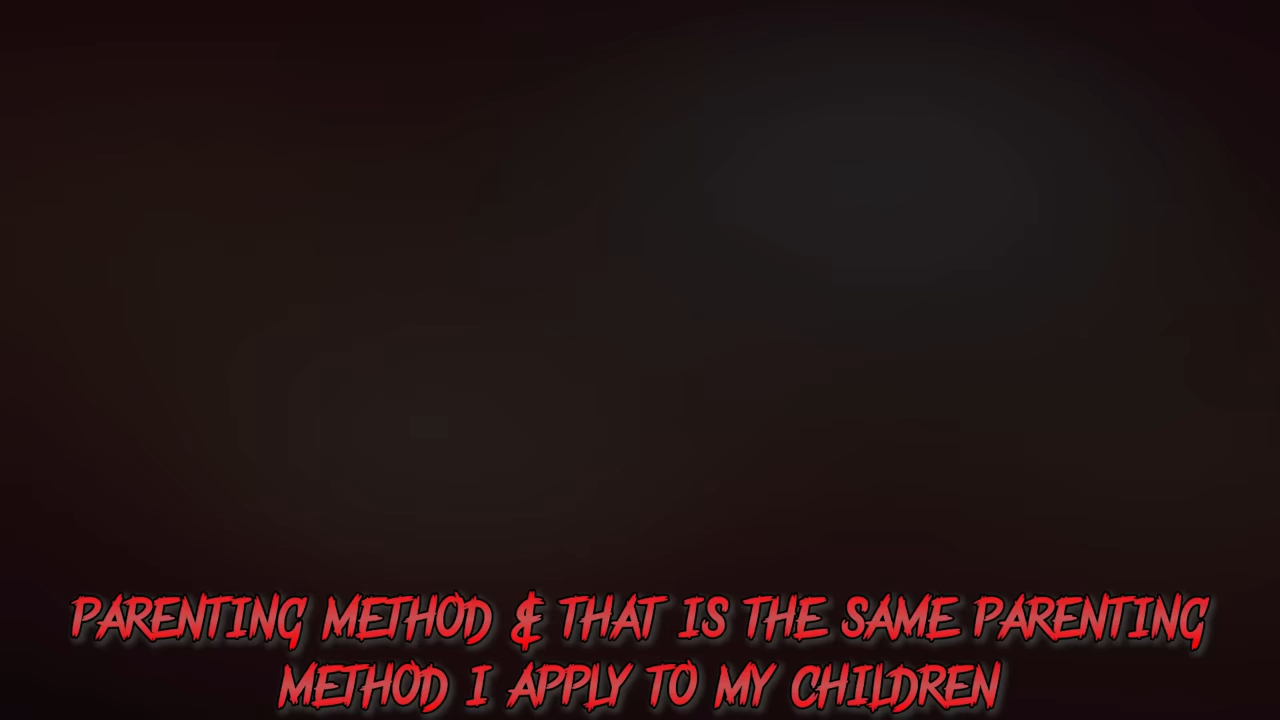 PARENTING METHOD & THAT IS THE SAME PARENTING
METHOD I APPLY TO MY CHILDREN